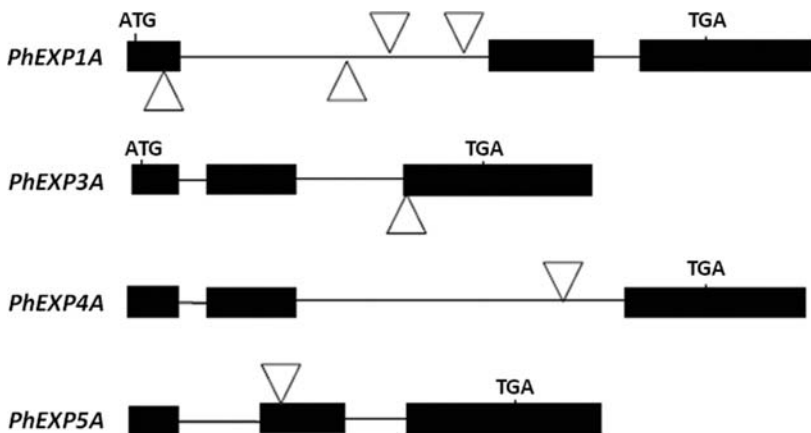 ATG TGA
PhEXP1A
ATG TGA
PhEXP3A
TGA
PhEXP4A
TGA
PhEXP5A